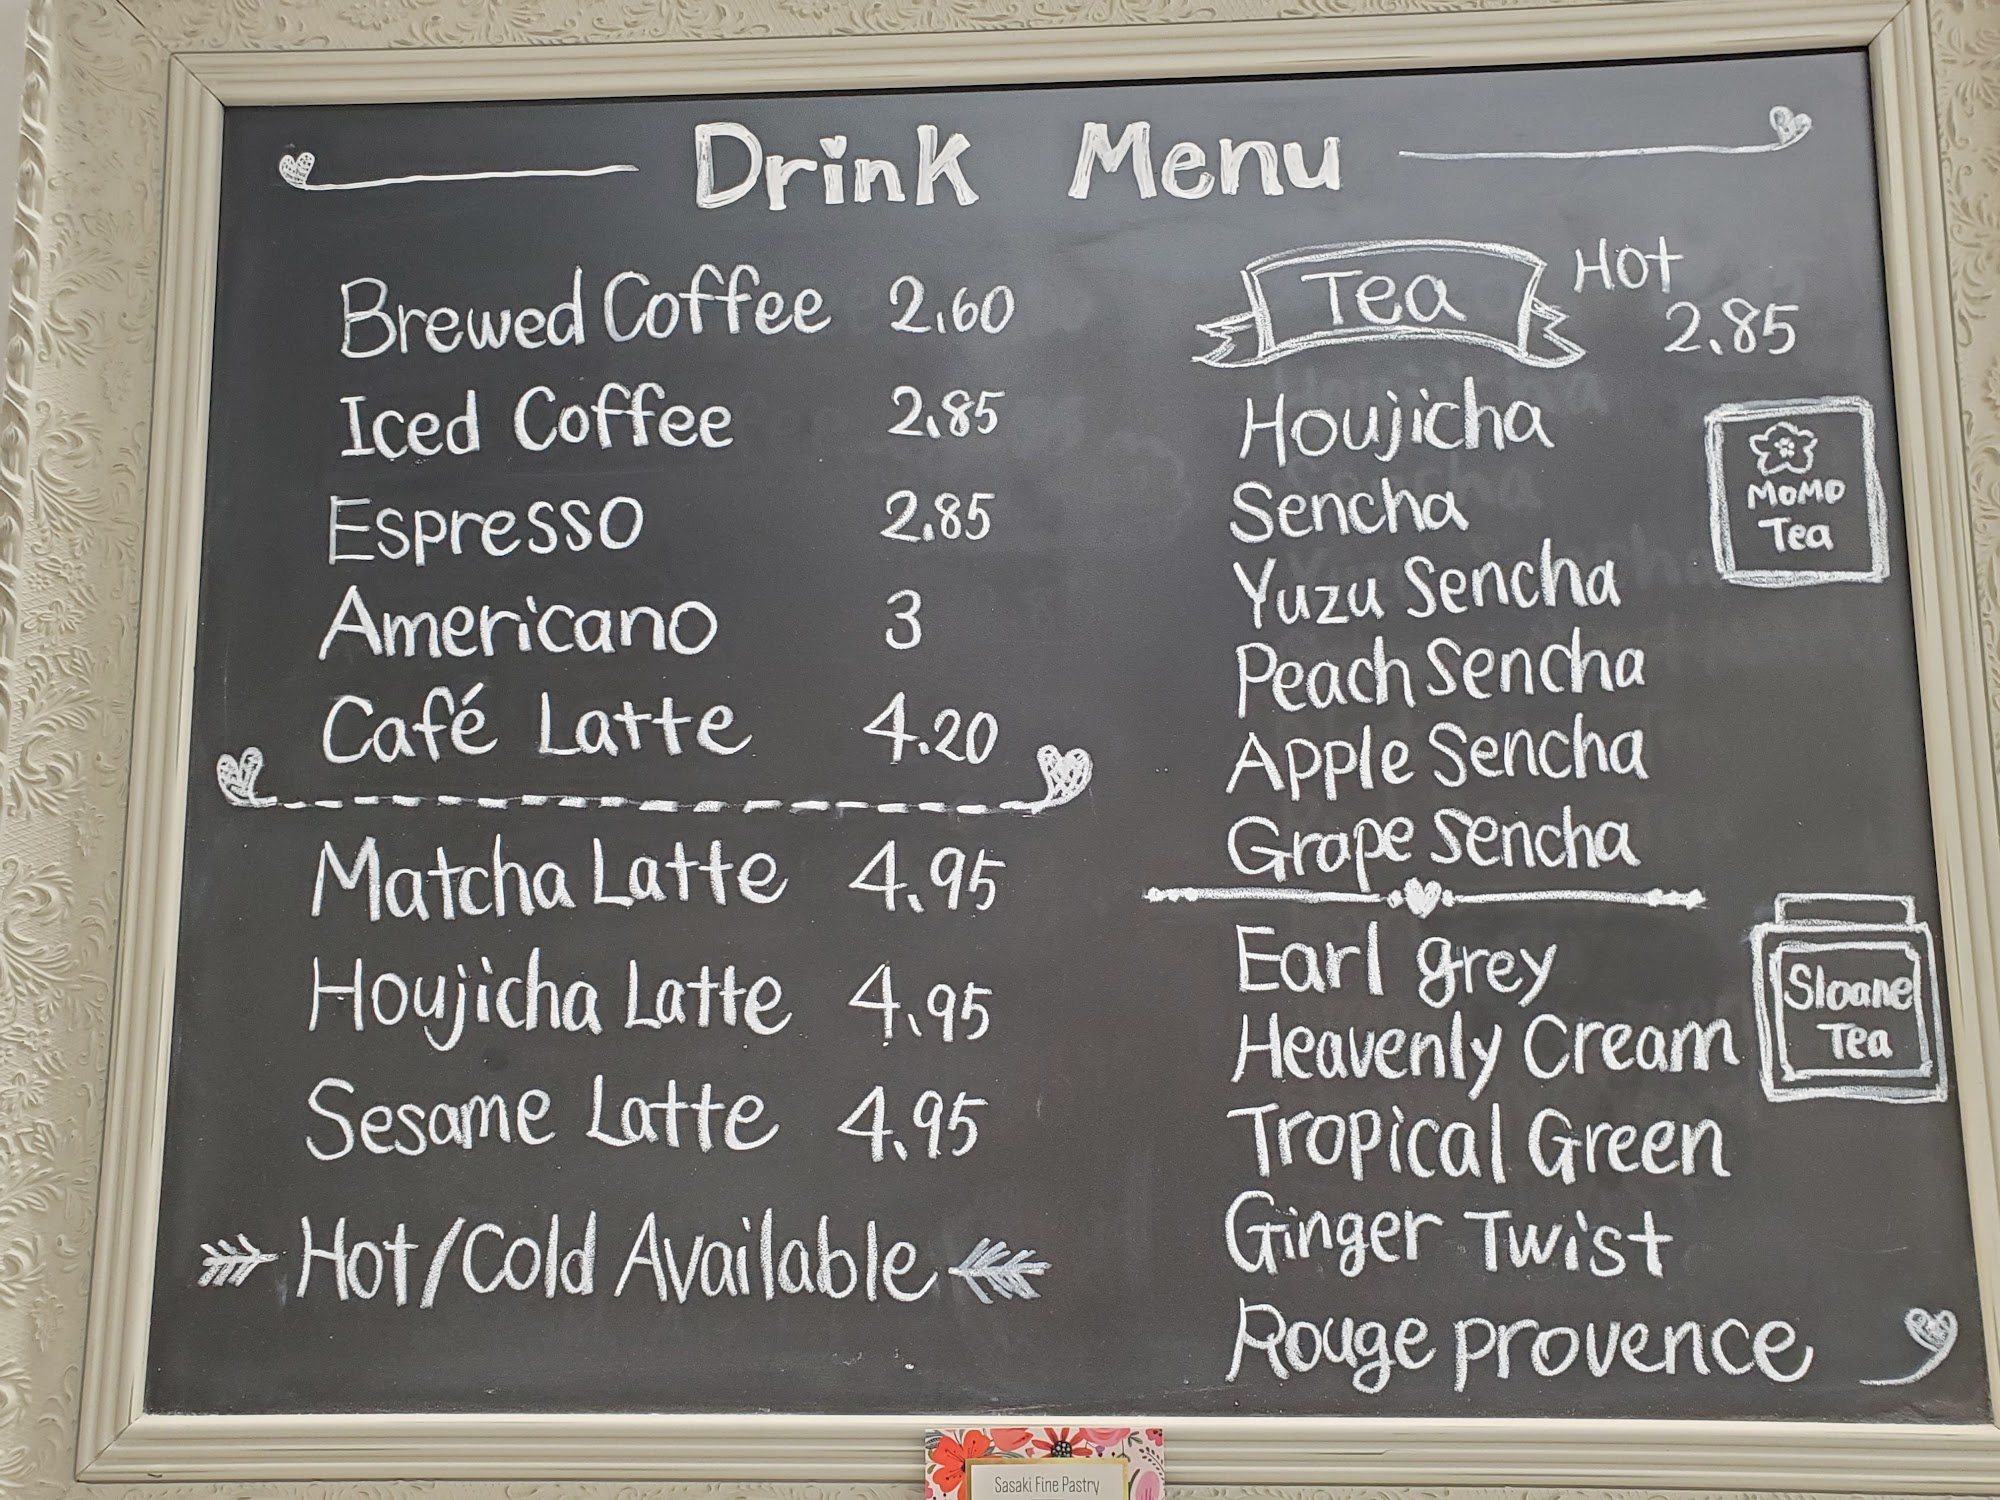 Drink Menu
Brewed Coffee 2.60
Iced Coffee 2.85
Espresso 2.85
Americano 3
Café Latte 4.20
Matcha Latte 4.95
Houjicha Latte 4.95
Sesame Latte 4.95
Hot/Cold Available
Tea Hot 2.85
Houjicha
Sencha
Yuzu Sencha
Peach Sencha
Apple Sencha
Grape Sencha
MOMO
Tea
Earl grey
Heavenly Cream
Tropical Green
Ginger Twist
Rouge provence
Sloane
Tea
Sasaki Fine Pastry